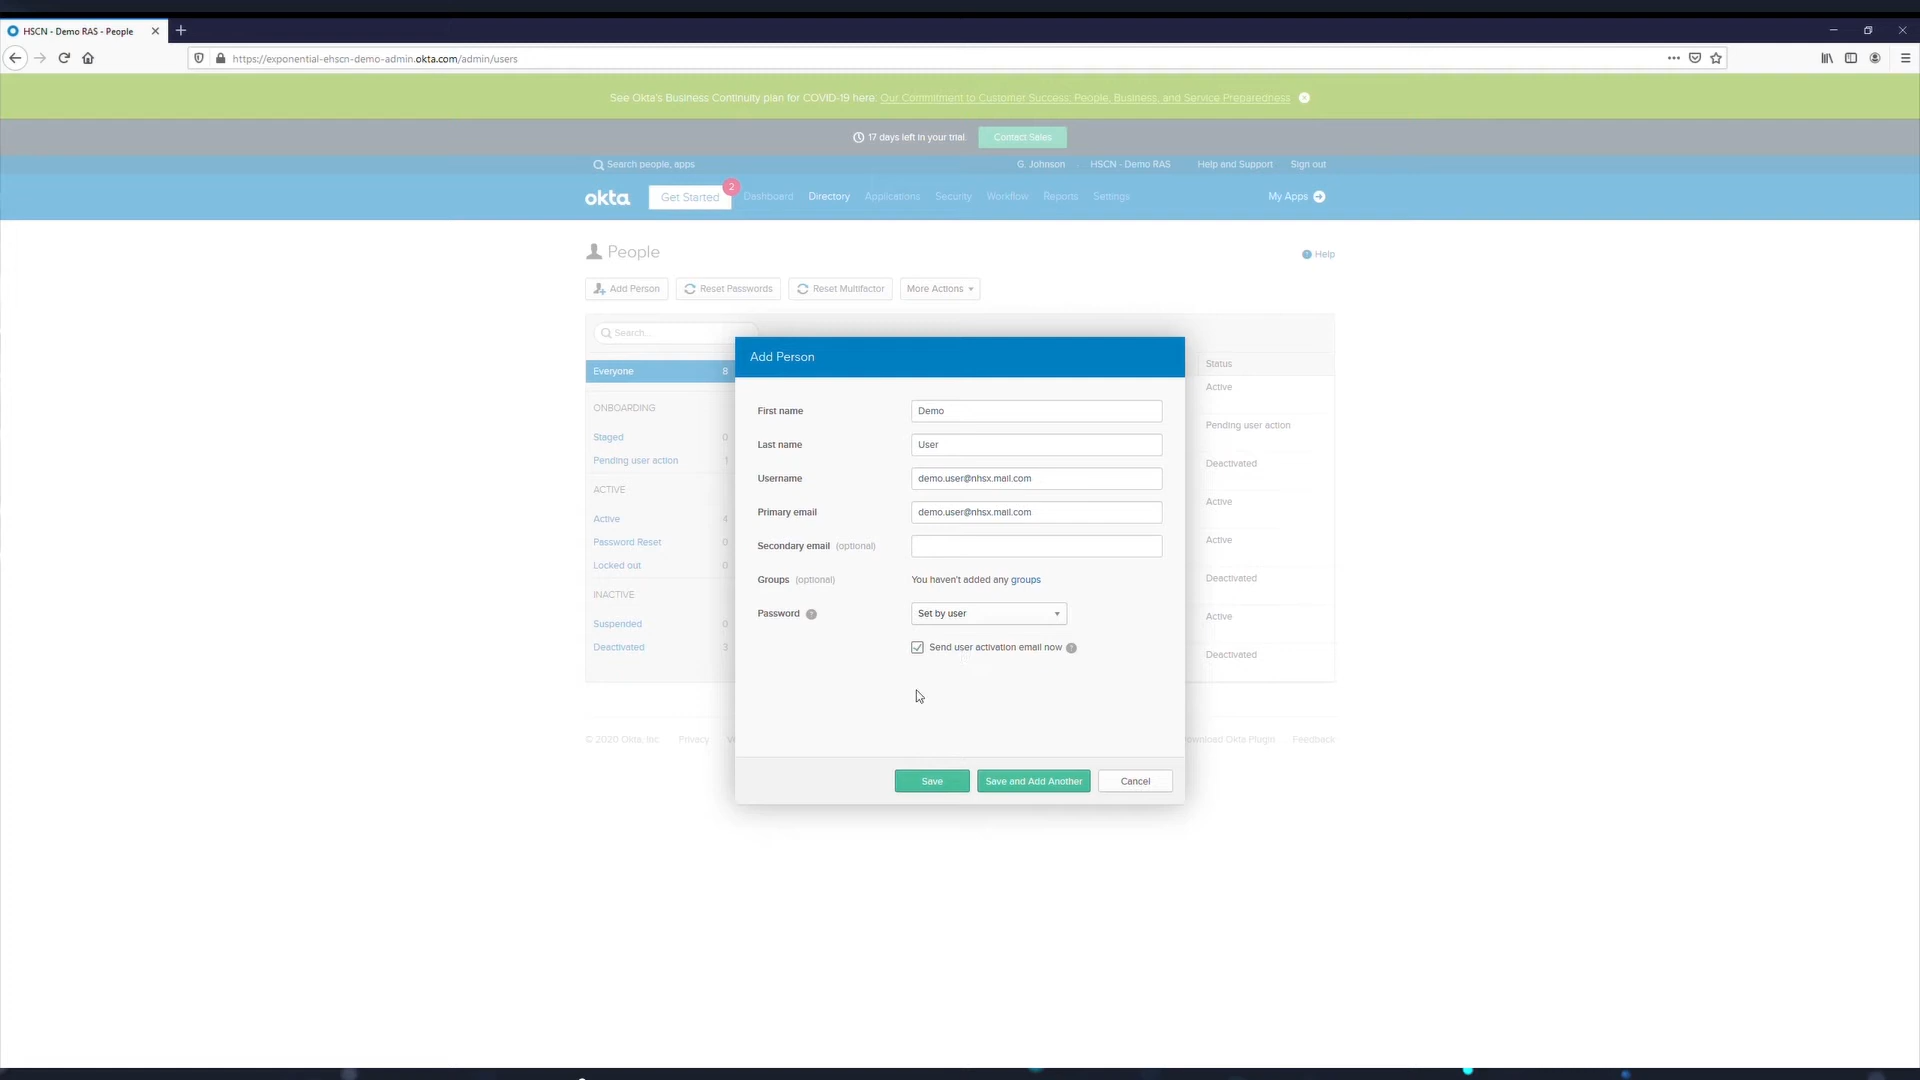 HSCN - Demo RAS - People
https://exponential-ehscn-demo-admin.okta.com/admin/users
See Okta's Business Continuity plan for COVID-19 here: Our Commitment to Customer Success: People, Business, and Service Preparedness
17 days left in your trial
Contact Sales
Search people, apps
G. Johnson
HSCN - Demo RAS
Help and Support
Sign out
okta
Get Started
2
Dashboard
Directory
Applications
Security
Workflow
Reports
Settings
My Apps
People
Help
Add Person
Reset Passwords
Reset Multifactor
More Actions
Search...
Everyone 8
ONBOARDING
Staged 0
Pending user action 1
ACTIVE
Active 4
Password Reset 0
Locked out 0
INACTIVE
Suspended 0
Deactivated 3
Add Person
First name Demo
Last name User
Username demo.user@nhsx.mail.com
Primary email demo.user@nhsx.mail.com
Secondary email (optional)
Groups (optional) You haven't added any groups
Password ? Set by user
Send user activation email now ?
Save
Save and Add Another
Cancel
Status
Active
Pending user action
Deactivated
Active
Active
Deactivated
Active
Deactivated
© 2020 Okta, Inc.
Privacy
Okta Plugin
Feedback